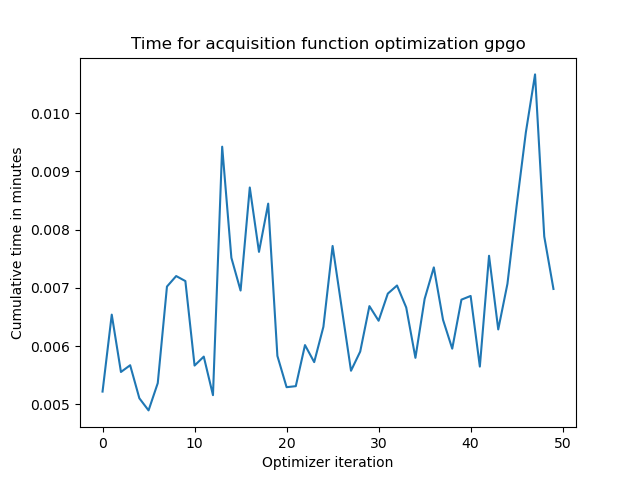 Time for acquisition function optimization gpgo
0.010
0.009
0.008
0.007
0.006
0.005
Cumulative time in minutes
0 10 20 30 40 50
Optimizer iteration